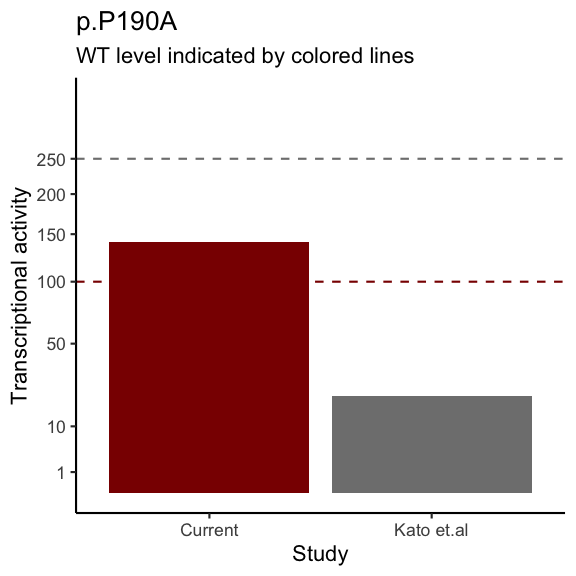 p.P190A
WT level indicated by colored lines
250
200
150
100
50
10
1
Transcriptional activity
Current
Kato et.al
Study